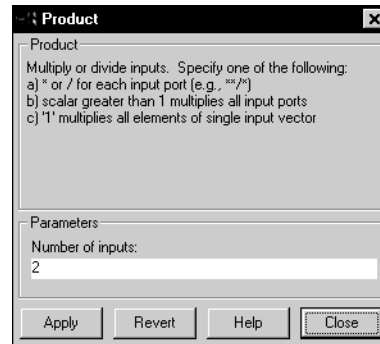 Product
Product
Multiply or divide inputs. Specify one of the following:
a) * or / for each input port (e.g., **/*)
b) scalar greater than 1 multiplies all input ports
c) '1' multiplies all elements of single input vector
Parameters
Number of inputs:
2
Apply Revert Help Close